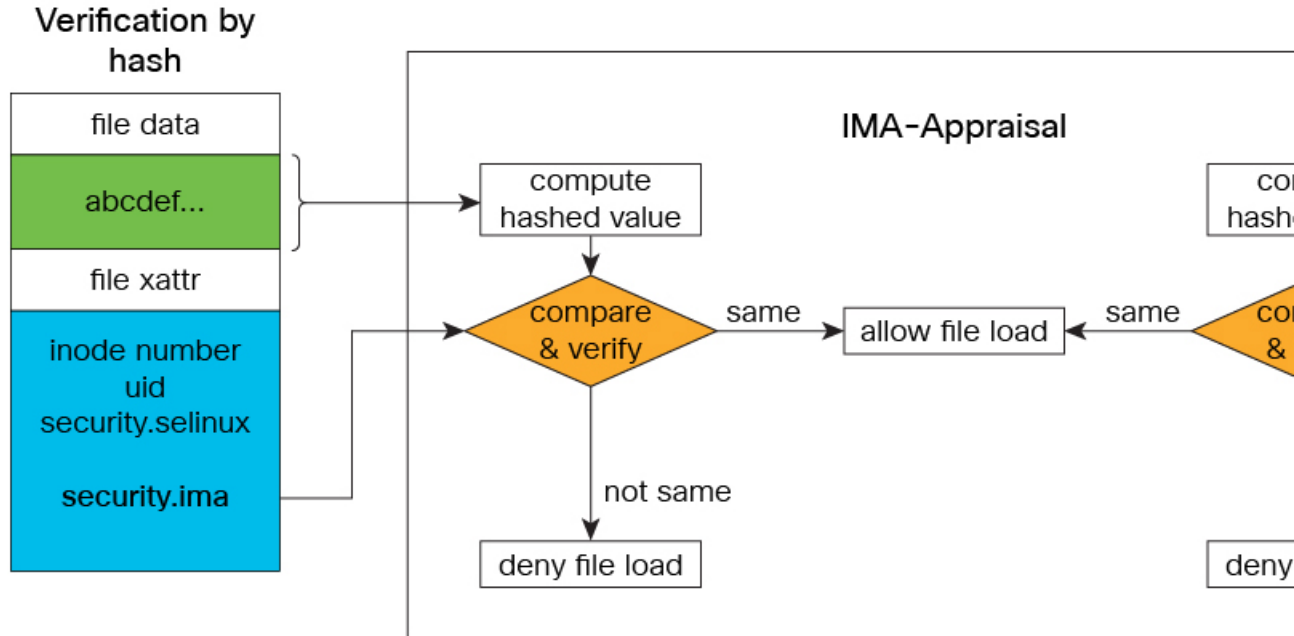 Verification by
hash
file data
abcdef...
file xattr
inode number
uid
security.selinux
security.ima
IMA-Appraisal
compute
hashed value
compare
& verify
same
allow file load
not same
deny file load
same
&
deny